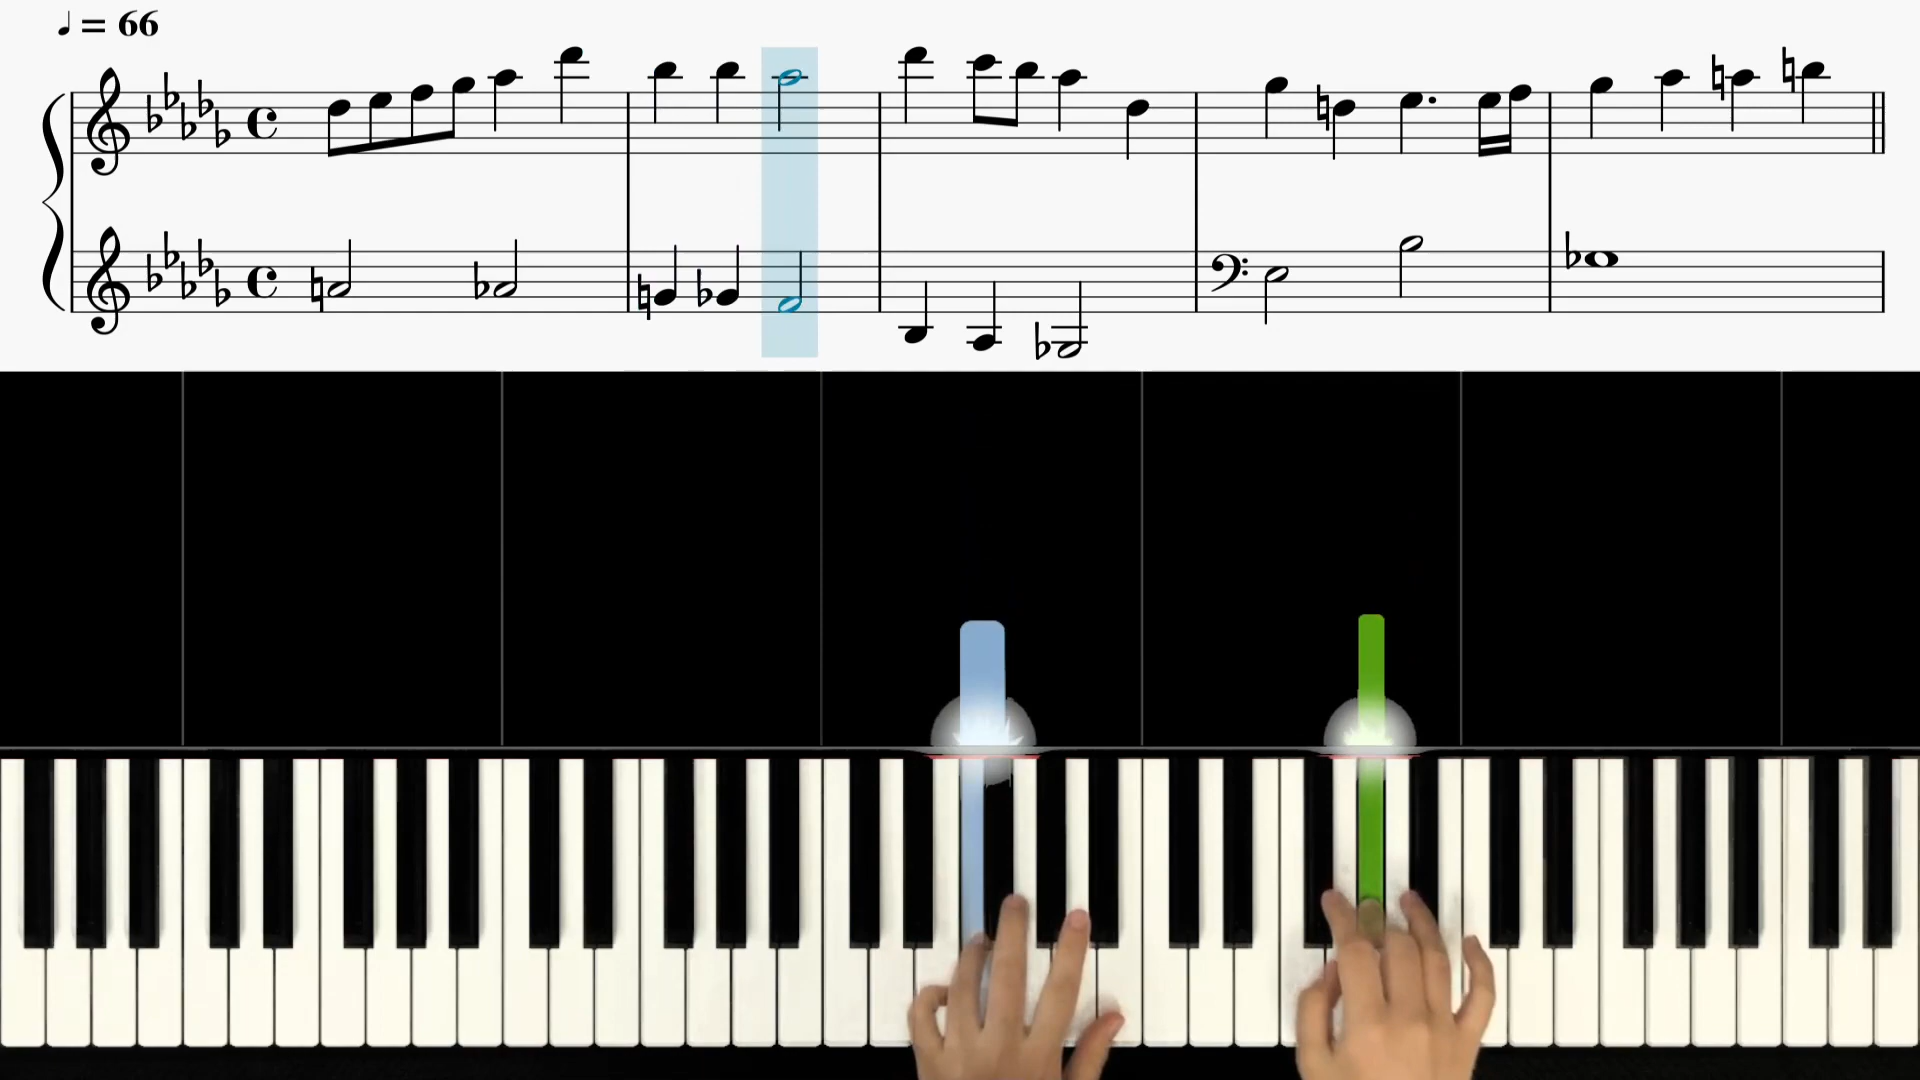 ♩ = 66